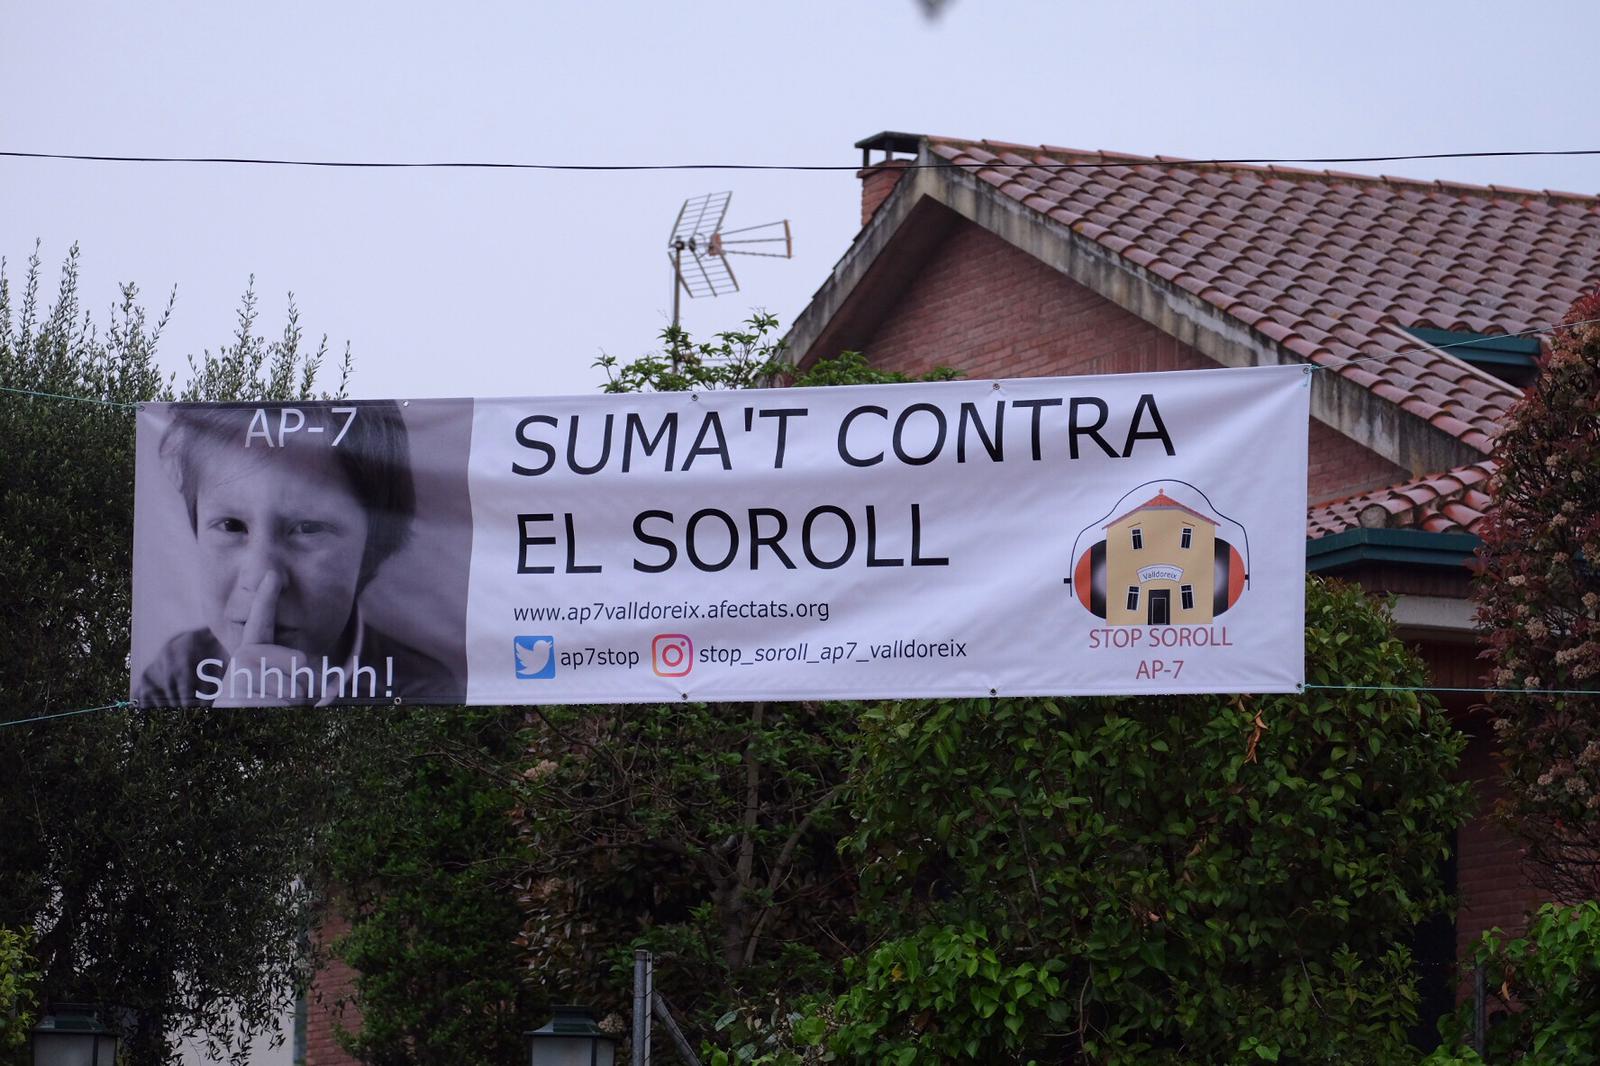 AP-7
Shhhhh!
SUMA'T CONTRA
EL SOROLL
www.ap7valldoreix.afectats.org
ap7stop stop_soroll_ap7_valldoreix
Valldoreix
STOP SOROLL
AP-7